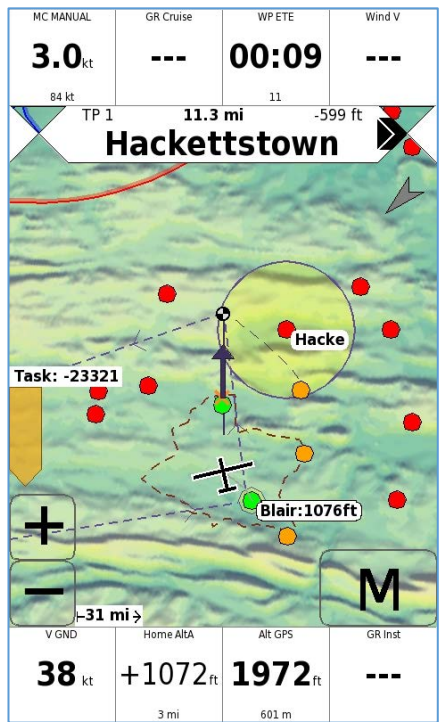 MC MANUAL GR Cruise WP ETE Wind V
3.0kt --- 00:09 ---
84 kt 11
TP 1 11.3 mi -599 ft
Hackettstown
Hacke
Task: -23321
Blair:1076ft
+
− M
31 mi
V GND Home AltA Alt GPS GR Inst
38 kt +1072ft 1972ft ---
3 mi 601 m